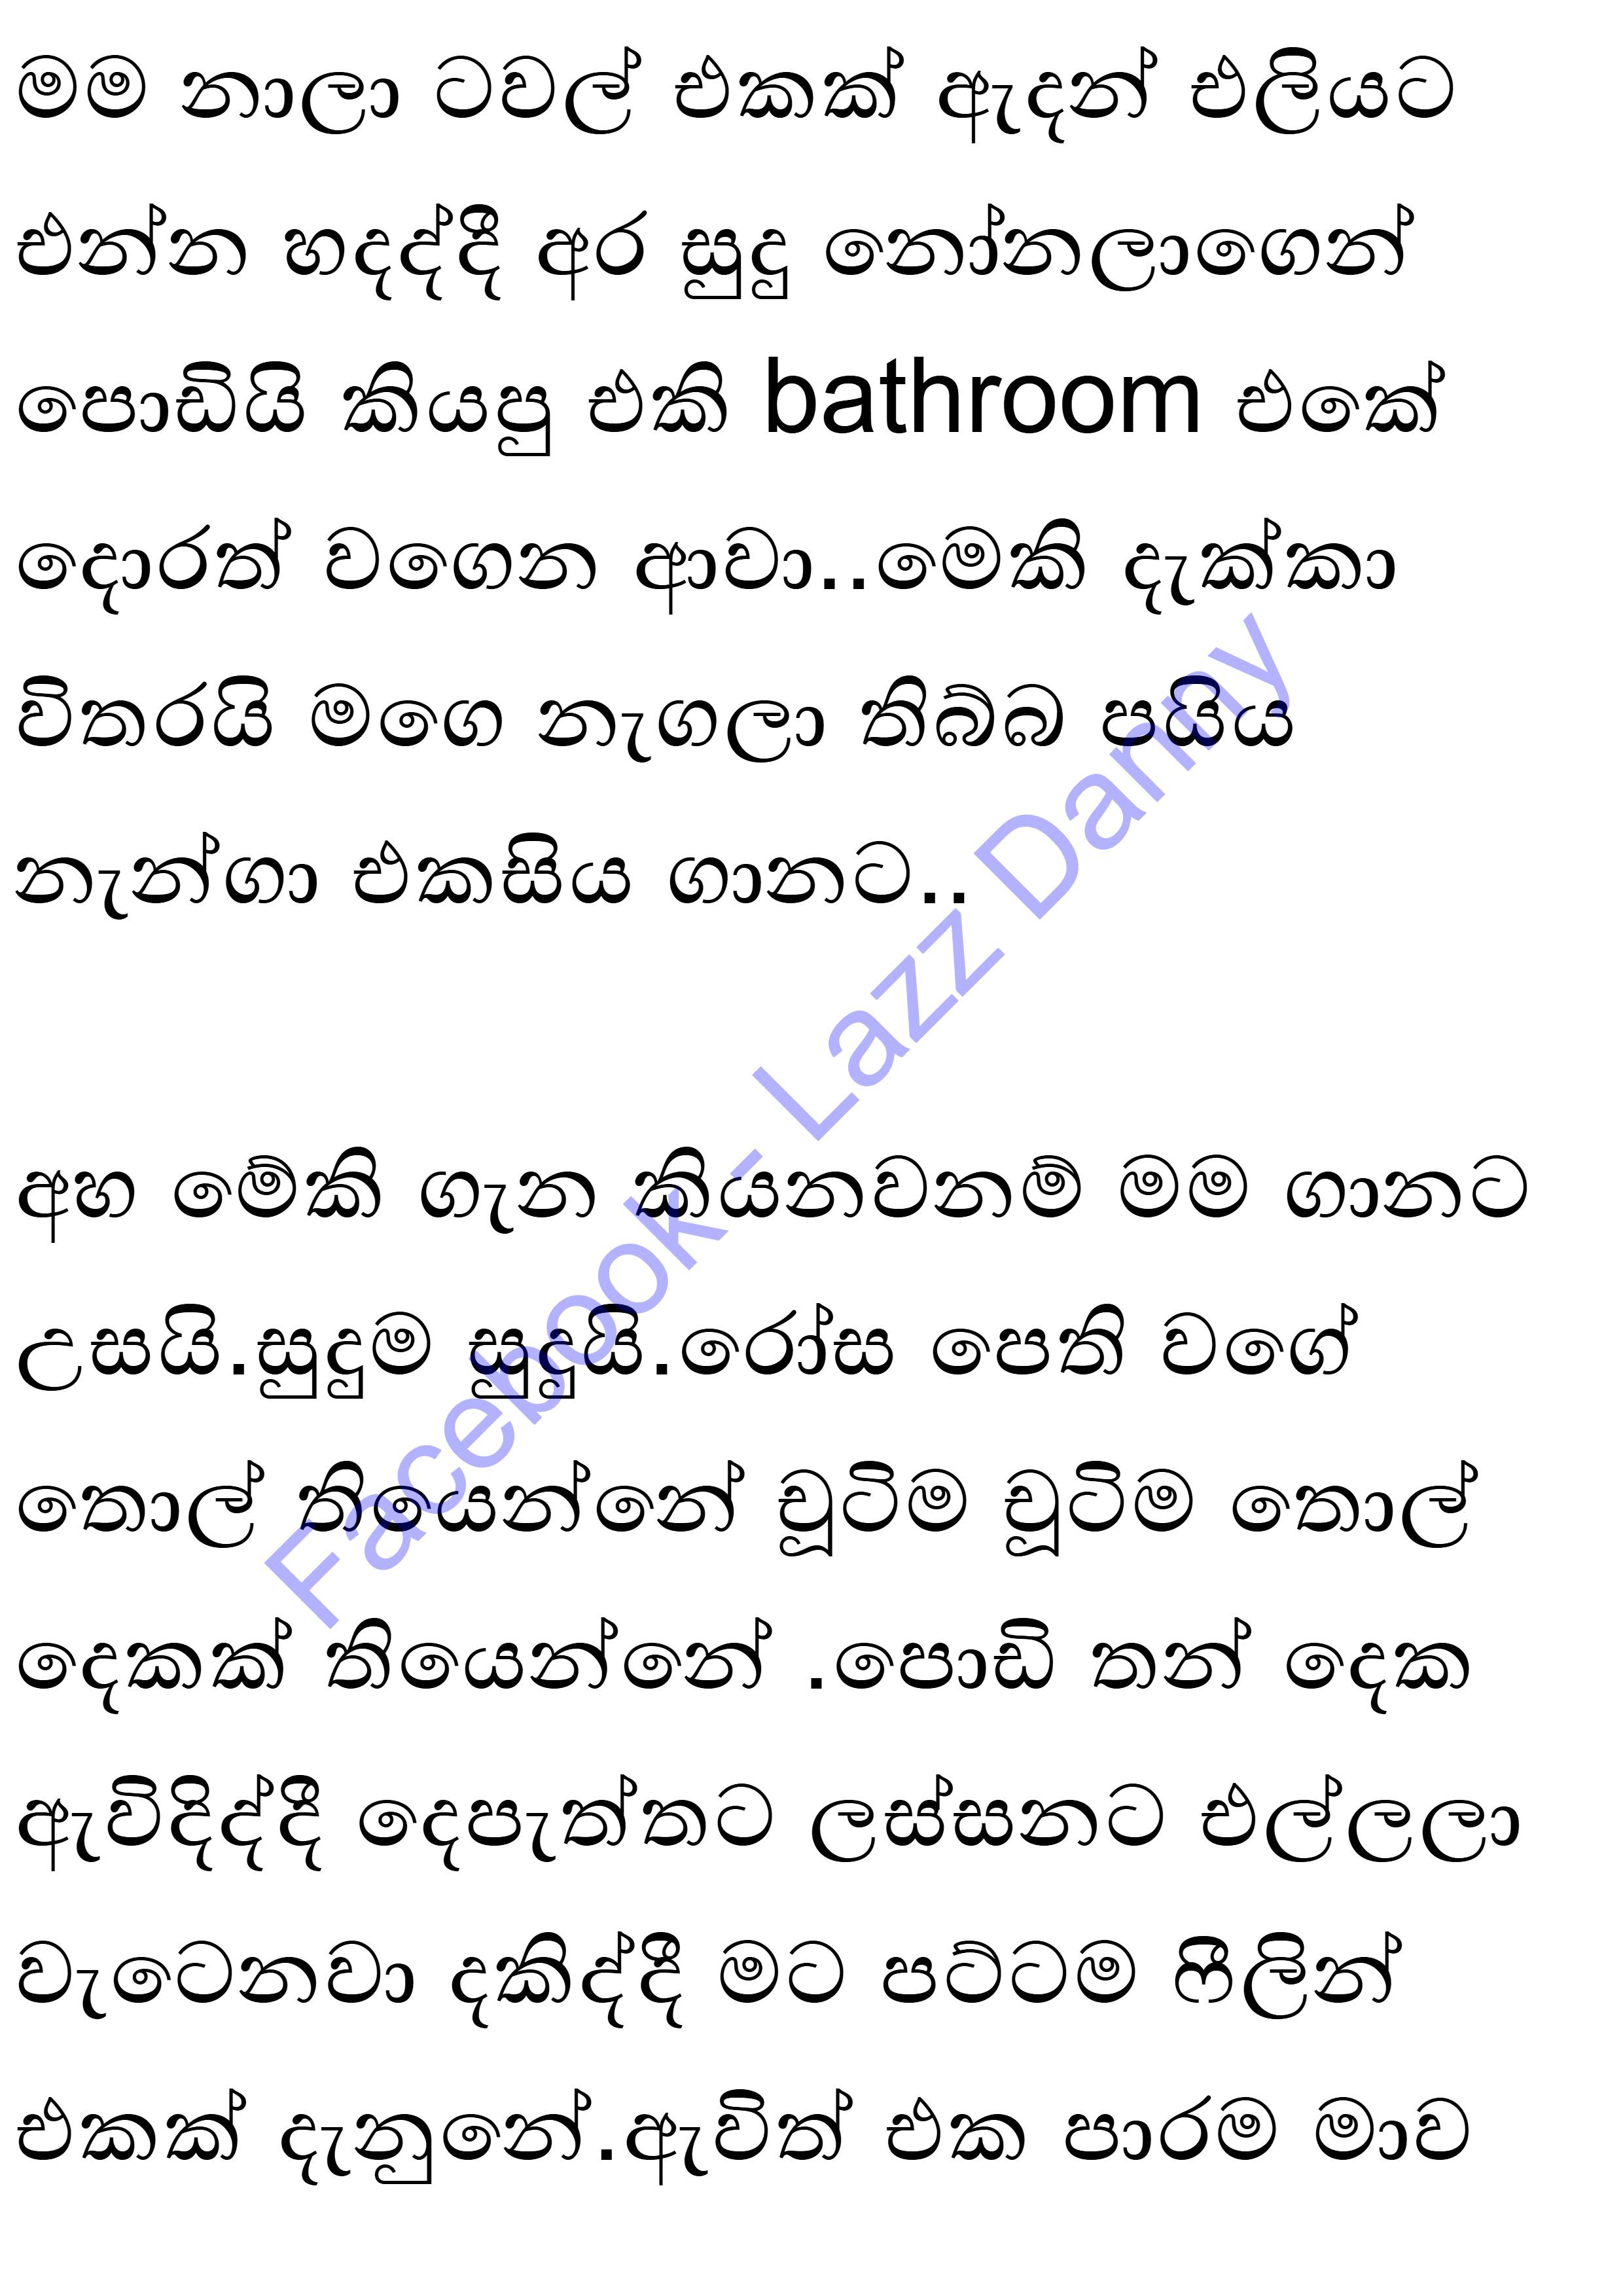 මම නාලා ටවල් එකක් ඇදන් එලියට
එන්න හදද්දී අර සුදු නෝනලාගෙන්
පොඩියි කියපු එකි bathroom එකේ
දොරත් වගෙන ආවා..මෙකි දැක්කා
විතරයි මගෙ නැගලා තිබ්බ පයිය
නැන්ගා එකසිය ගානට..
අහ මේකි ගැන කියනවනම් මම ගානට
උසයි.සුදුම සුදුයි.රෝස පෙති වගේ
තොල් තියෙන්නේ චූටිම චූටිම තොල්
දෙකක් තියෙන්නේ .පොඩි තන් දෙක
ඇවිදිද්දී දෙපැත්තට ලස්සනට එල්ලලා
වැටෙනවා දකිද්දී මට පට්ටම ෆීලින්
එකක් දැනුනේ.ඇවිත් එක පාරම මාව
Facebook- Lazz Danny